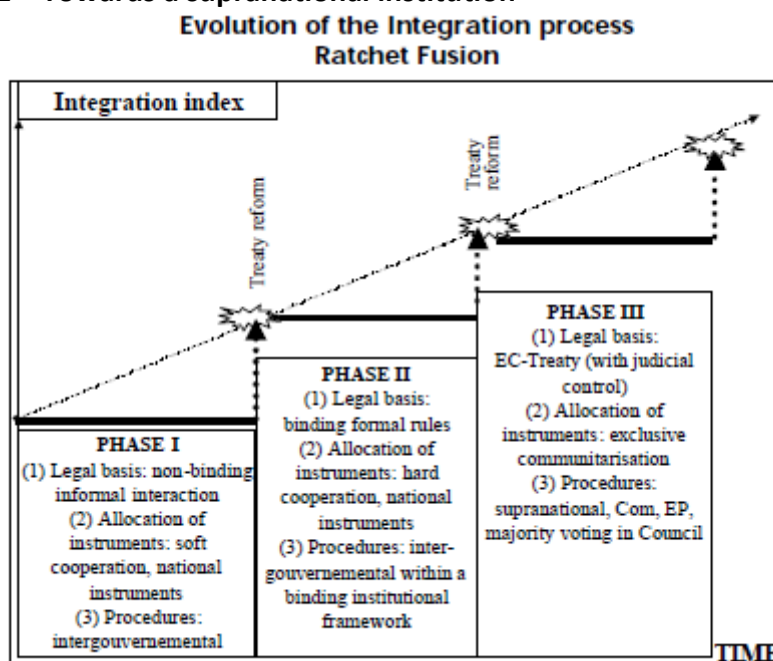 Towards a supranational institution
Evolution of the Integration process
Ratchet Fusion
Integration index
Treaty reform
Treaty
reform
PHASE I
(1) Legal basis: non-binding
informal interaction
(2) Allocation of
instruments: soft
cooperation, national
instruments
(3) Procedures:
intergouvernemental
PHASE II
(1) Legal basis:
binding formal rules
(2) Allocation of
instruments: hard
cooperation, national
instruments
(3) Procedures: inter-
gouvernemental within a
binding institutional
framework
PHASE III
(1) Legal basis:
EC-Treaty (with judicial
control)
(2) Allocation of
instruments: exclusive
communitarisation
(3) Procedures:
supranational, Com, EP,
majority voting in Council
TIME